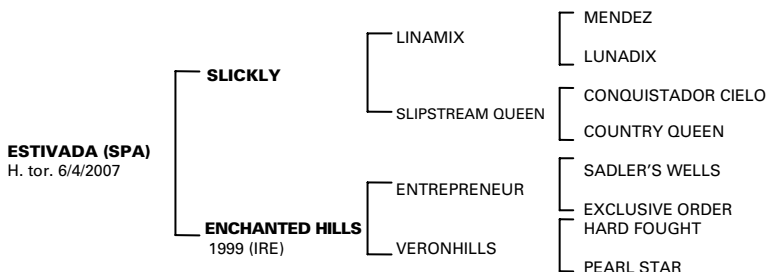 MENDEZ
LINAMIX
LUNADIX
SLICKLY
CONQUISTADOR CIELO
SLIPSTREAM QUEEN
COUNTRY QUEEN
ESTIVADA (SPA)
H. tor. 6/4/2007
SADLER'S WELLS
ENTREPRENEUR
EXCLUSIVE ORDER
ENCHANTED HILLS
HARD FOUGHT
1999 (IRE)
VERONHILLS
PEARL STAR